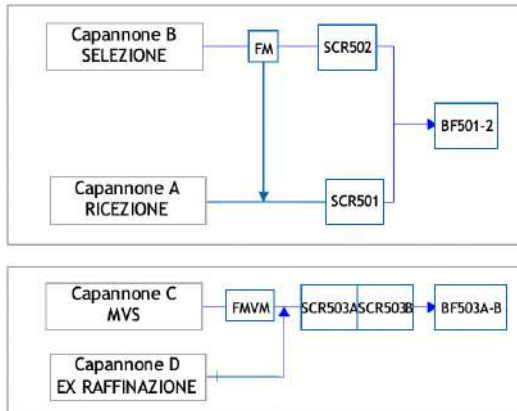 Capannone B
SELEZIONE
FM
SCR502
BF501-2
Capannone A
RICEZIONE
SCR501
Capannone C
MVS
FMVM
SCR503A
SCR503B
BF503A-B
Capannone D
EX RAFFINAZIONE